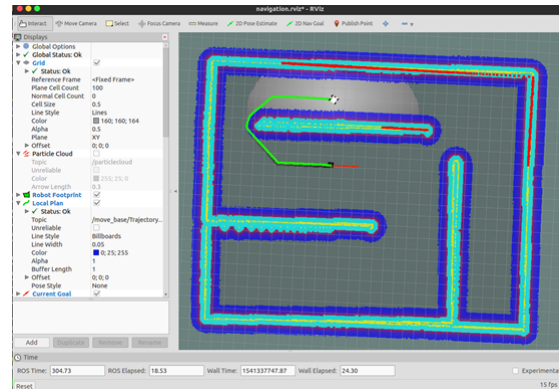 navigation.rviz* - RViz
Interact Move Camera Select Focus Camera Measure 2D Pose Estimate 2D Nav Goal Publish Point
Displays
Global Options
Global Status: Ok
Grid
Status: Ok
Reference Frame <Fixed Frame>
Plane Cell Count 100
Normal Cell Count 0
Cell Size 0.5
Line Style Lines
Color 160; 160; 164
Alpha 0.5
Plane XY
Offset 0; 0; 0
Particle Cloud
Topic /particlecloud
Unreliable
Color 255; 25; 0
Arrow Length 0.3
Robot Footprint
Local Plan
Status: Ok
Topic /move_base/Trajectory...
Unreliable
Line Style Billboards
Line Width 0.05
Color 0; 25; 255
Alpha 1
Buffer Length 1
Offset 0; 0; 0
Pose Style None
Current Goal
Add Duplicate Remove Rename
Time
ROS Time: 304.73 ROS Elapsed: 18.53 Wall Time: 1541337747.87 Wall Elapsed: 24.30 Experimental
Reset 15 fps